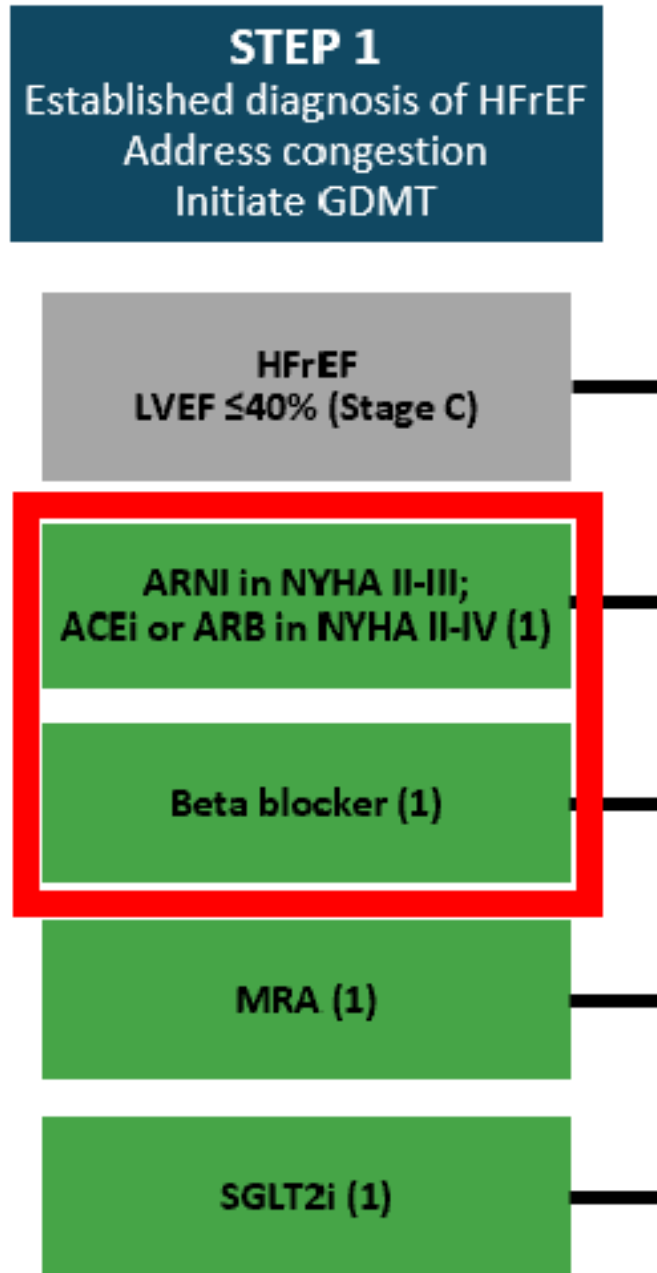 STEP 1
Established diagnosis of HFrEF
Address congestion
Initiate GDMT
HFrEF
LVEF ≤40% (Stage C)
ARNI in NYHA II-III;
ACEi or ARB in NYHA II-IV (1)
Beta blocker (1)
MRA (1)
SGLT2i (1)